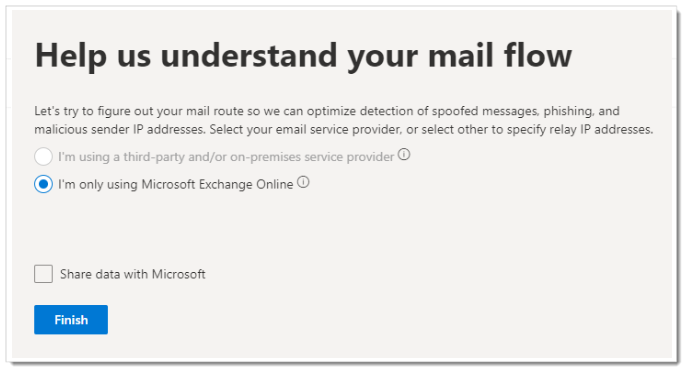 Help us understand your mail flow
Let's try to figure out your mail route so we can optimize detection of spoofed messages, phishing, and
malicious sender IP addresses. Select your email service provider, or select other to specify relay IP addresses.
I'm using a third-party and/or on-premises service provider
I'm only using Microsoft Exchange Online
Share data with Microsoft
Finish